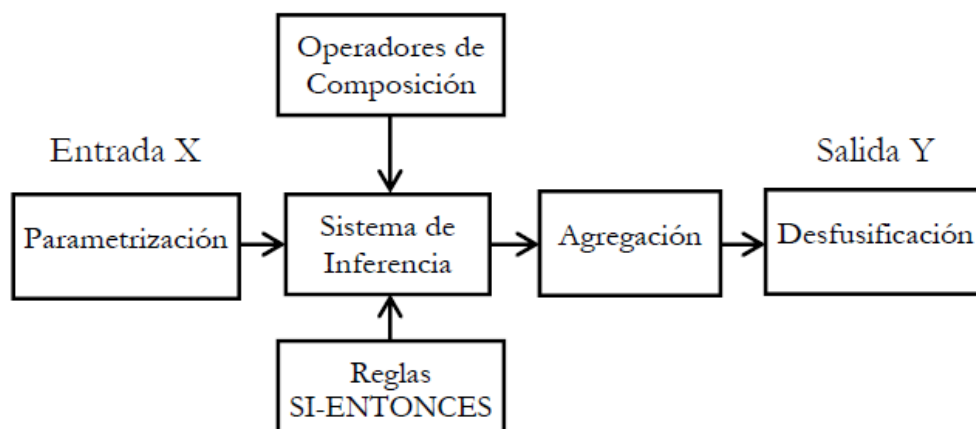 Operadores de
Composición
Entrada X
Salida Y
Parametrización
Sistema de
Inferencia
Agregación
Desfusificación
Reglas
SI-ENTONCES